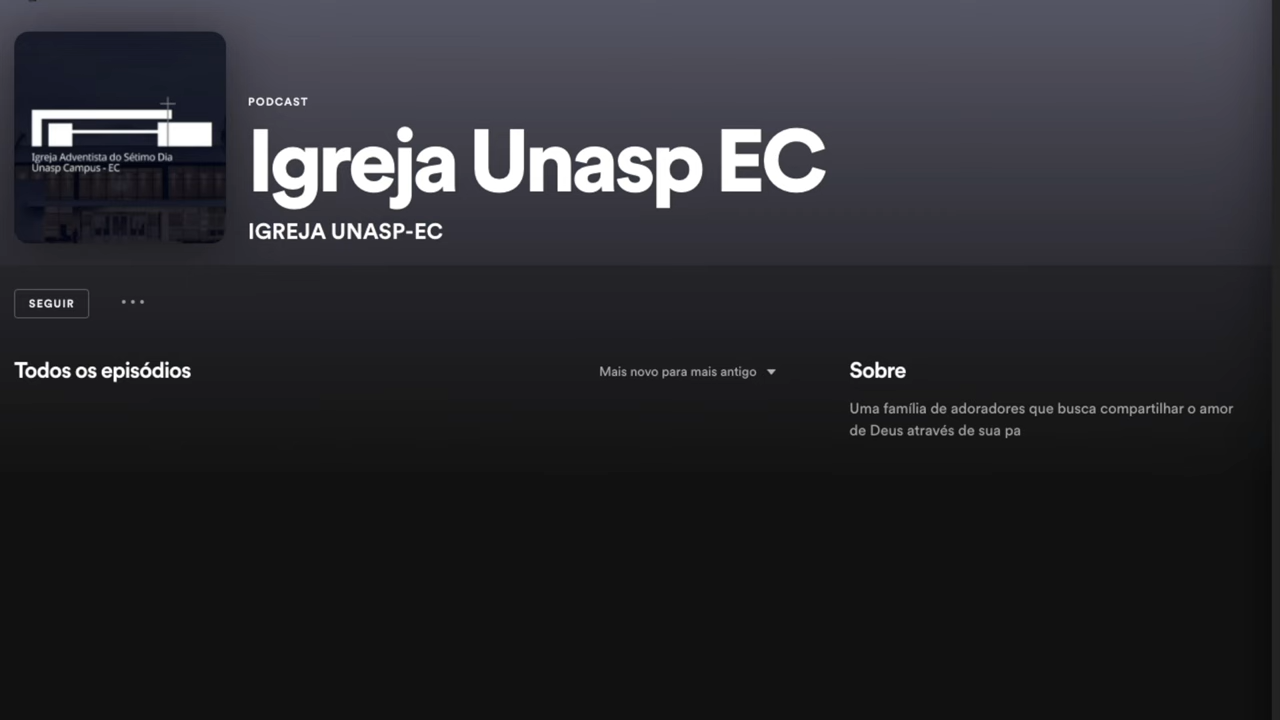 Igreja Adventista do Sétimo Dia
Unasp Campus - EC
PODCAST
Igreja Unasp EC
IGREJA UNASP-EC
SEGUIR
Todos os episódios
Mais novo para mais antigo
Sobre
Uma família de adoradores que busca compartilhar o amor
de Deus através de sua pa